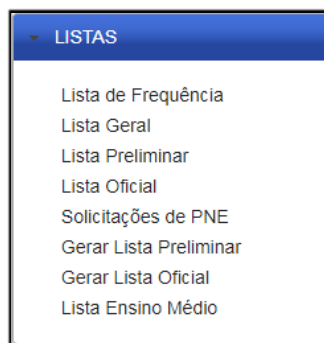 LISTAS
Lista de Frequência
Lista Geral
Lista Preliminar
Lista Oficial
Solicitações de PNE
Gerar Lista Preliminar
Gerar Lista Oficial
Lista Ensino Médio